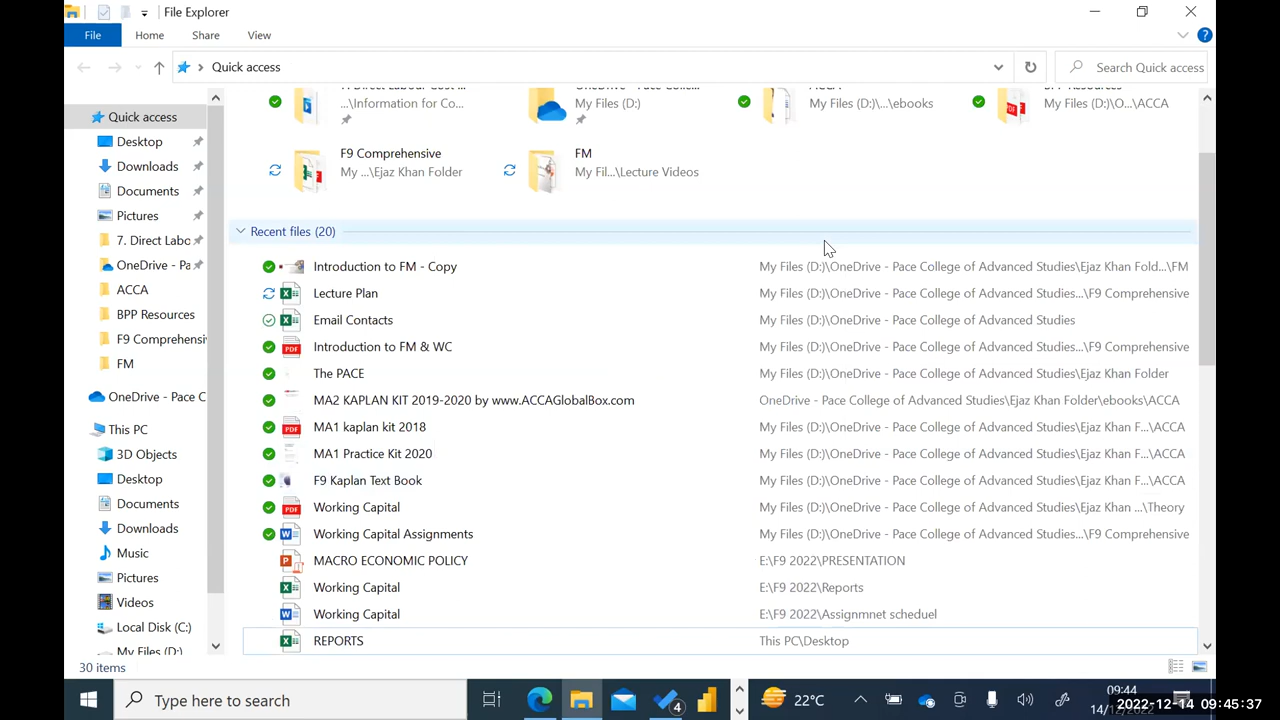 File Explorer
File Home Share View
Quick access
Search Quick access
Quick access
Desktop
Downloads
Documents
Pictures
7. Direct Labo
OneDrive - Pa
ACCA
BPP Resources
F9 Comprehensi
FM
OneDrive - Pace C
This PC
3D Objects
Desktop
Documents
Downloads
Music
Pictures
Videos
Local Disk (C:)
My Files (D:)
...\Information for Co...
My Files (D:)
My Files (D:)\...\ebooks
My Files (D:)\O...\ACCA
F9 Comprehensive
My ...\Ejaz Khan Folder
FM
My Fil...\Lecture Videos
Recent files (20)
Introduction to FM - Copy My Files (D:)\OneDrive - Pace College of Advanced Studies\Ejaz Khan Fold...\FM
Lecture Plan My Files (D:)\OneDrive - Pace College of Advanced Studies...\F9 Comprehensive
Email Contacts My Files (D:)\OneDrive - Pace College of Advanced Studies
Introduction to FM & WC My Files (D:)\OneDrive - Pace College of Advanced Studies...\F9 Comprehensive
The PACE My Files (D:)\OneDrive - Pace College of Advanced Studies\Ejaz Khan Folder
MA2 KAPLAN KIT 2019-2020 by www.ACCAGlobalBox.com OneDrive - Pace College of Advanced Studies\Ejaz Khan Folder\ebooks\ACCA
MA1 kaplan kit 2018 My Files (D:)\OneDrive - Pace College of Advanced Studies\Ejaz Khan F...\ACCA
MA1 Practice Kit 2020 My Files (D:)\OneDrive - Pace College of Advanced Studies\Ejaz Khan F...\ACCA
F9 Kaplan Text Book My Files (D:)\OneDrive - Pace College of Advanced Studies\Ejaz Khan F...\ACCA
Working Capital My Files (D:)\OneDrive - Pace College of Advanced Studies\Ejaz Khan ...\Theory
Working Capital Assignments My Files (D:)\OneDrive - Pace College of Advanced Studies...\F9 Comprehensive
MACRO ECONOMIC POLICY E:\F9 2022\PRESENTATION
Working Capital E:\F9 2022\Reports
Working Capital E:\F9 2022\Assignmnet scheduel
REPORTS This PC\Desktop
30 items
Type here to search
4
22°C
09:44
2022-12-14 09:45:37